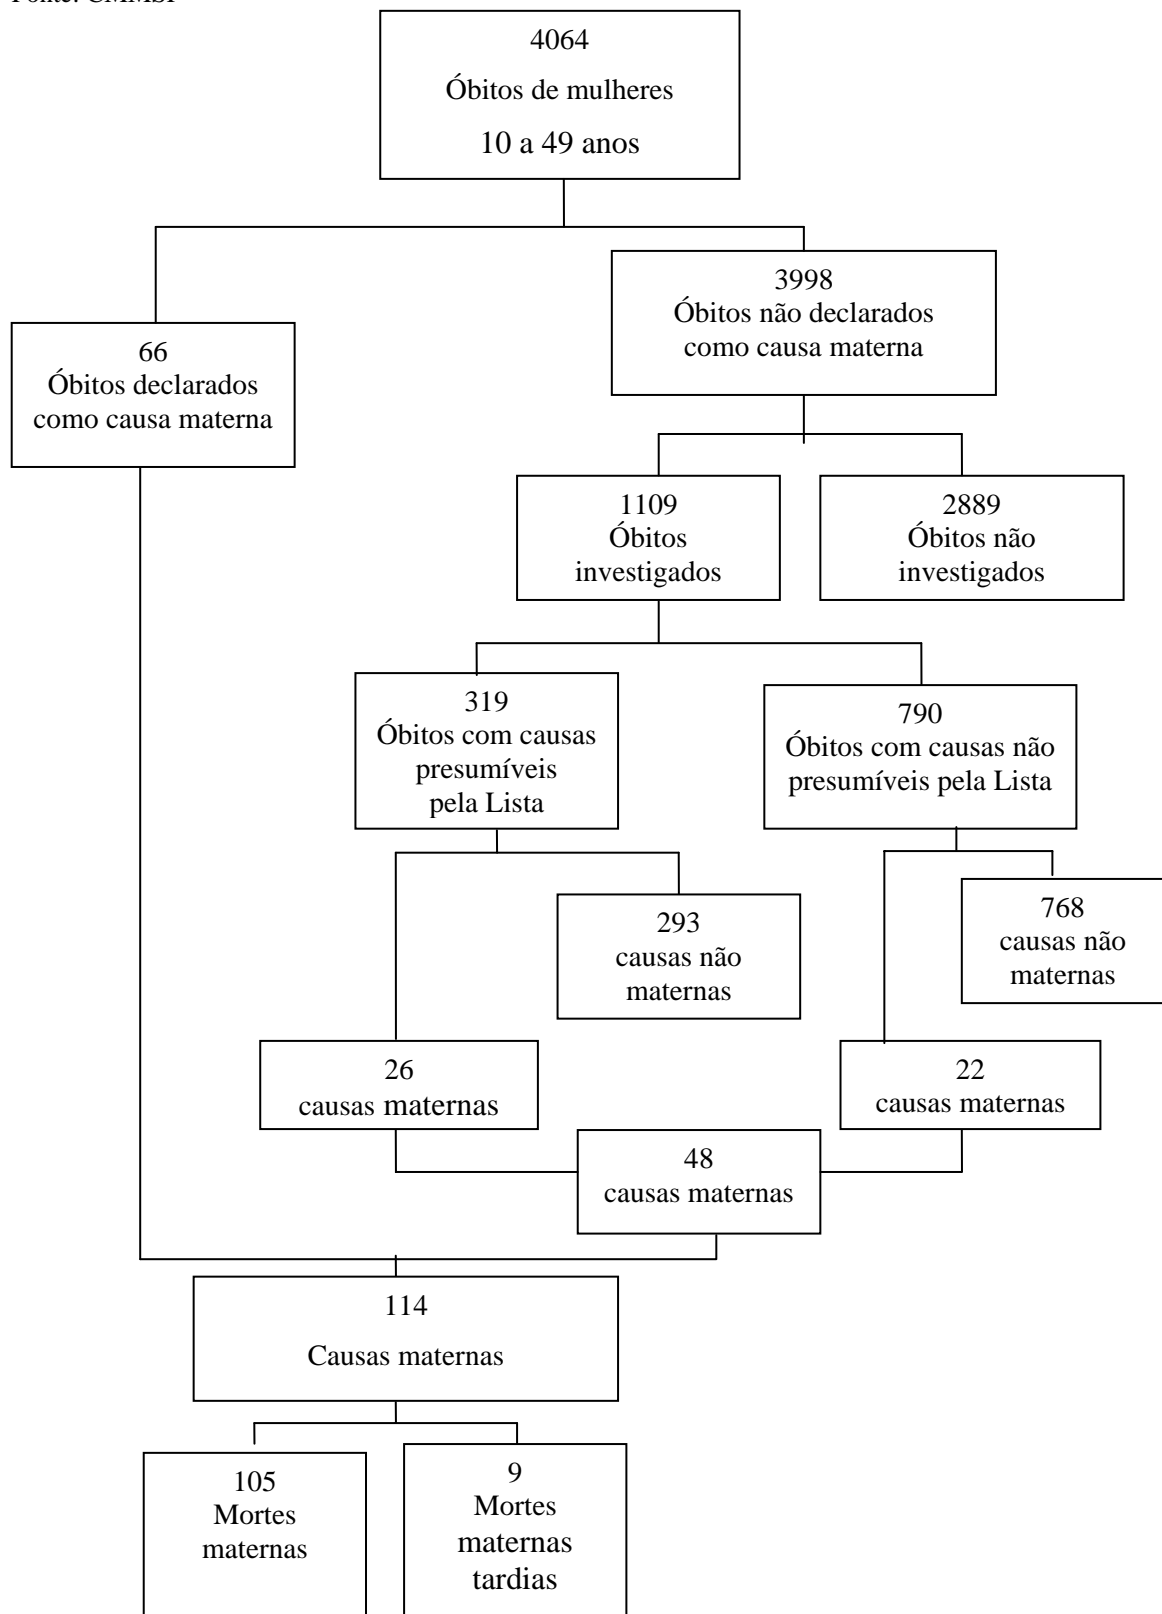 Fonte: CMMSP
4064
Óbitos de mulheres
10 a 49 anos
3998
Óbitos não declarados
como causa materna
66
Óbitos declarados
como causa materna
1109
Óbitos
investigados
2889
Óbitos não
investigados
319
Óbitos com causas
presumíveis
pela Lista
790
Óbitos com causas não
presumíveis pela Lista
293
causas não
maternas
768
causas não
maternas
26
causas maternas
22
causas maternas
48
causas maternas
114
Causas maternas
105
Mortes
maternas
9
Mortes
maternas
tardias